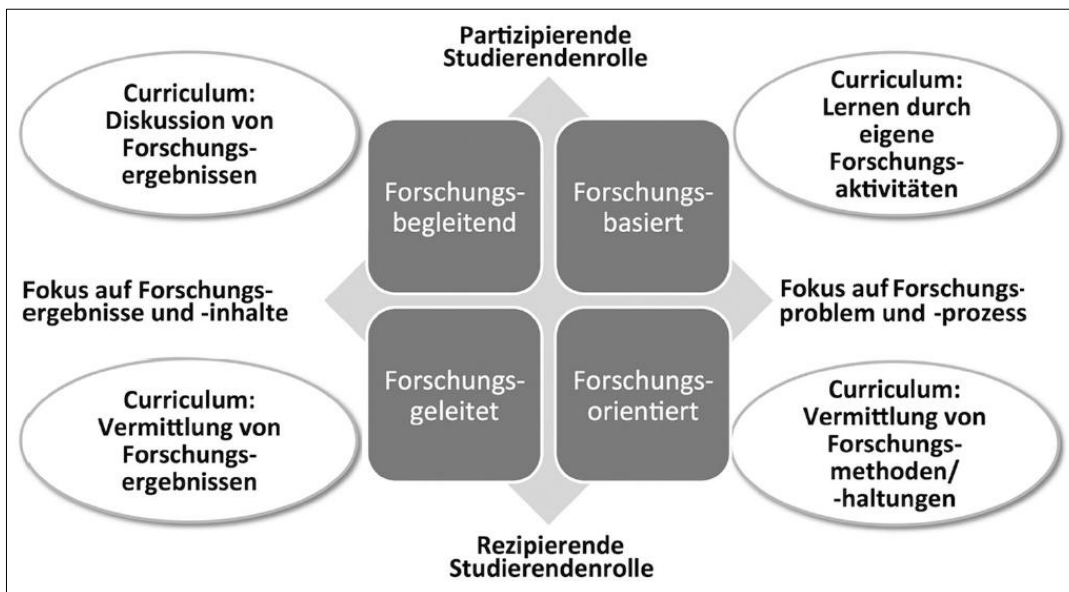 Partizipierende
Studierendenrolle
Curriculum:
Diskussion von
Forschungs-
ergebnissen
Curriculum:
Lernen durch
eigene
Forschungs-
aktivitäten
Forschungs-
begleitend
Forschungs-
basiert
Fokus auf Forschungs-
ergebnisse und -inhalte
Fokus auf Forschungs-
problem und -prozess
Forschungs-
geleitet
Forschungs-
orientiert
Curriculum:
Vermittlung von
Forschungs-
ergebnissen
Curriculum:
Vermittlung von
Forschungs-
methoden/
-haltungen
Rezipierende
Studierendenrolle